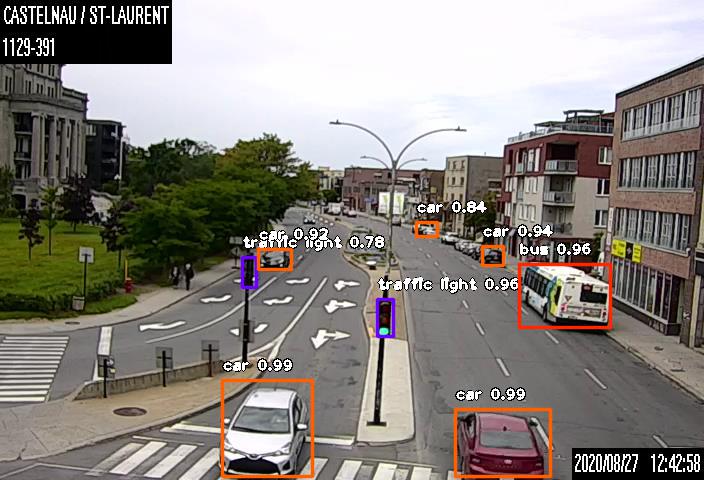 CASTELNAU / ST-LAURENT
1129-391
car 0.84
car 0.92
car 0.94
traffic light 0.78
bus 0.96
traffic light 0.96
car 0.99
car 0.99
2020/08/27 12:42:58